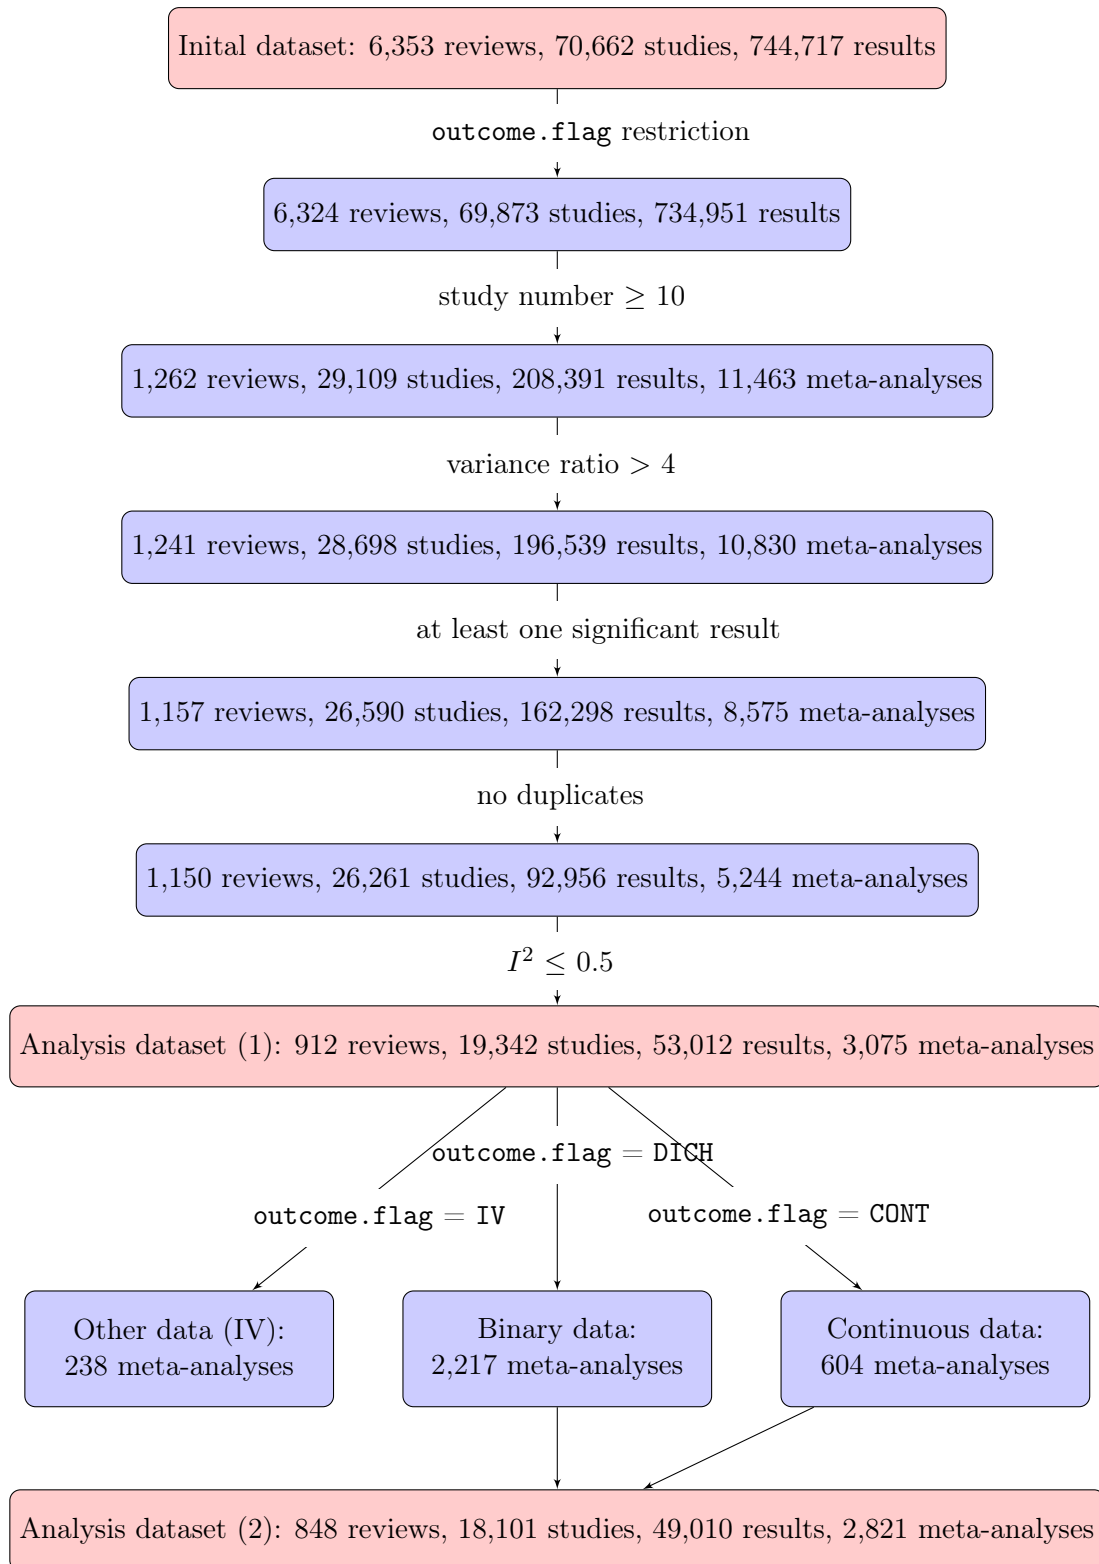 Inital dataset: 6,353 reviews, 70,662 studies, 744,717 results
outcome.flag restriction
6,324 reviews, 69,873 studies, 734,951 results
study number ≥ 10
1,262 reviews, 29,109 studies, 208,391 results, 11,463 meta-analyses
variance ratio > 4
1,241 reviews, 28,698 studies, 196,539 results, 10,830 meta-analyses
at least one significant result
1,157 reviews, 26,590 studies, 162,298 results, 8,575 meta-analyses
no duplicates
1,150 reviews, 26,261 studies, 92,956 results, 5,244 meta-analyses
I² ≤ 0.5
Analysis dataset (1): 912 reviews, 19,342 studies, 53,012 results, 3,075 meta-analyses
outcome.flag = DICH
outcome.flag = IV
outcome.flag = CONT
Other data (IV):
238 meta-analyses
Binary data:
2,217 meta-analyses
Continuous data:
604 meta-analyses
Analysis dataset (2): 848 reviews, 18,101 studies, 49,010 results, 2,821 meta-analyses